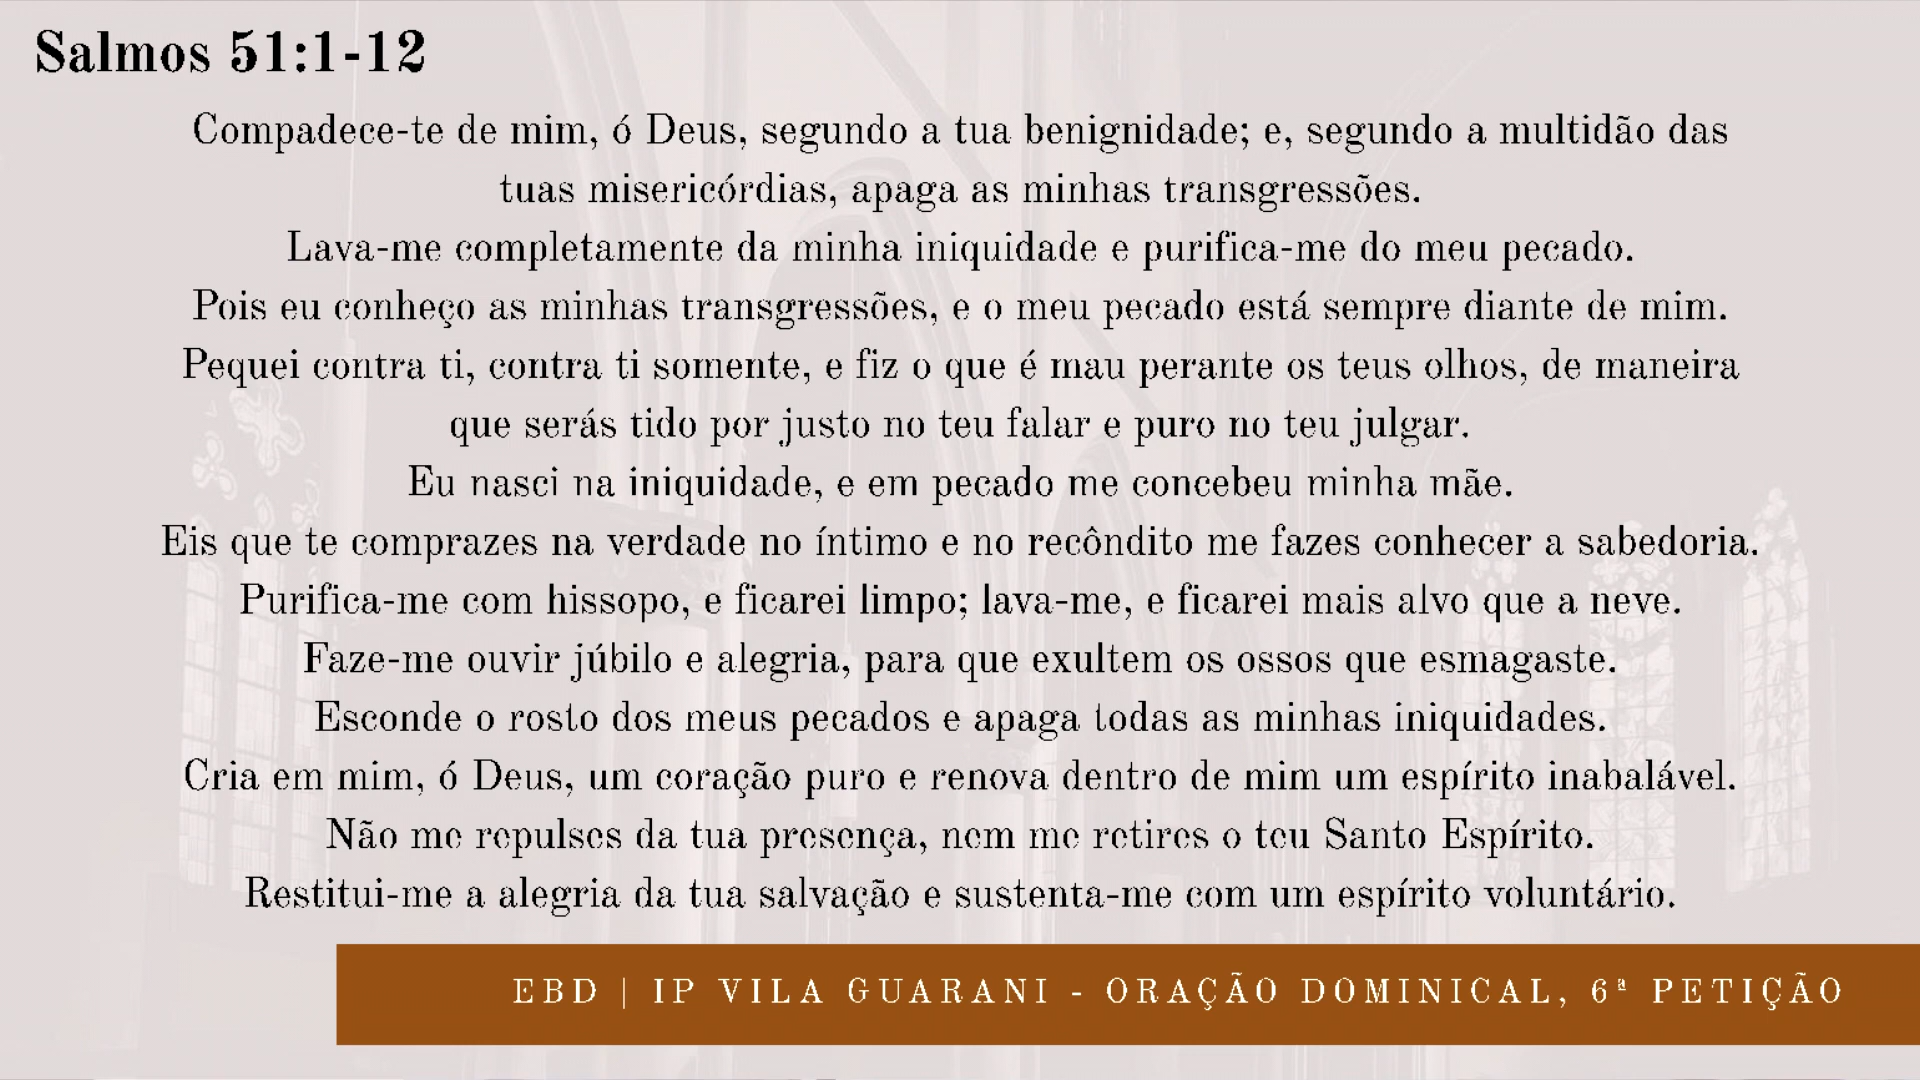 Salmos 51:1-12
Compadece-te de mim, ó Deus, segundo a tua benignidade; e, segundo a multidão das
tuas misericórdias, apaga as minhas transgressões.
Lava-me completamente da minha iniquidade e purifica-me do meu pecado.
Pois eu conheço as minhas transgressões, e o meu pecado está sempre diante de mim.
Pequei contra ti, contra ti somente, e fiz o que é mau perante os teus olhos, de maneira
que serás tido por justo no teu falar e puro no teu julgar.
Eu nasci na iniquidade, e em pecado me concebeu minha mãe.
Eis que te comprazes na verdade no íntimo e no recôndito me fazes conhecer a sabedoria.
Purifica-me com hissopo, e ficarei limpo; lava-me, e ficarei mais alvo que a neve.
Faze-me ouvir júbilo e alegria, para que exultem os ossos que esmagaste.
Esconde o rosto dos meus pecados e apaga todas as minhas iniquidades.
Cria em mim, ó Deus, um coração puro e renova dentro de mim um espírito inabalável.
Não me repulses da tua presença, nem me retires o teu Santo Espírito.
Restitui-me a alegria da tua salvação e sustenta-me com um espírito voluntário.
EBD | IP VILA GUARANI - ORAÇÃO DOMINICAL, 6ª PETIÇÃO